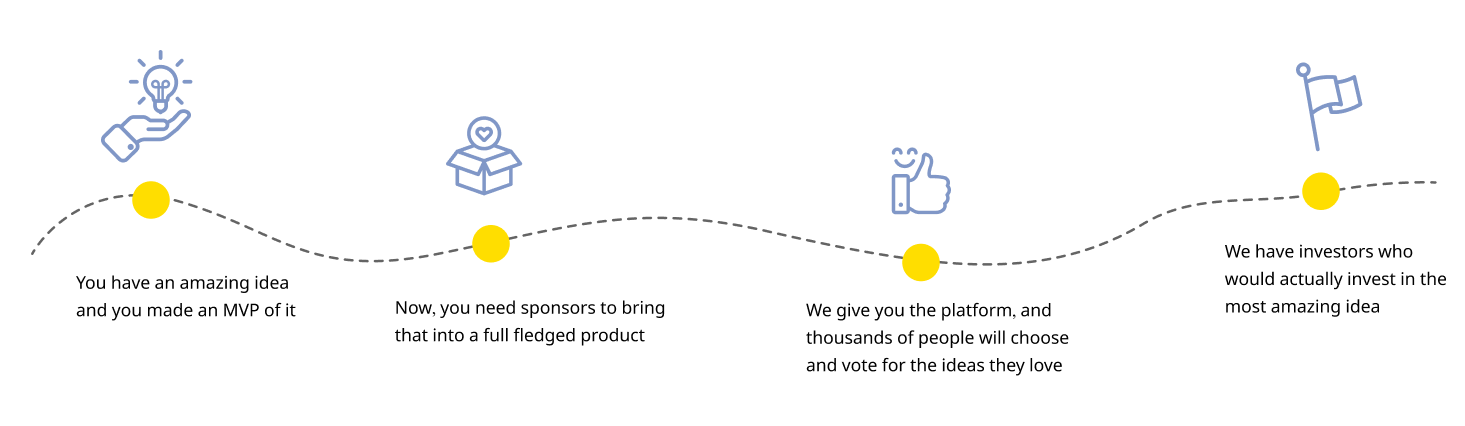 You have an amazing idea
and you made an MVP of it
Now, you need sponsors to bring
that into a full fledged product
We give you the platform, and
thousands of people will choose
and vote for the ideas they love
We have investors who
would actually invest in the
most amazing idea